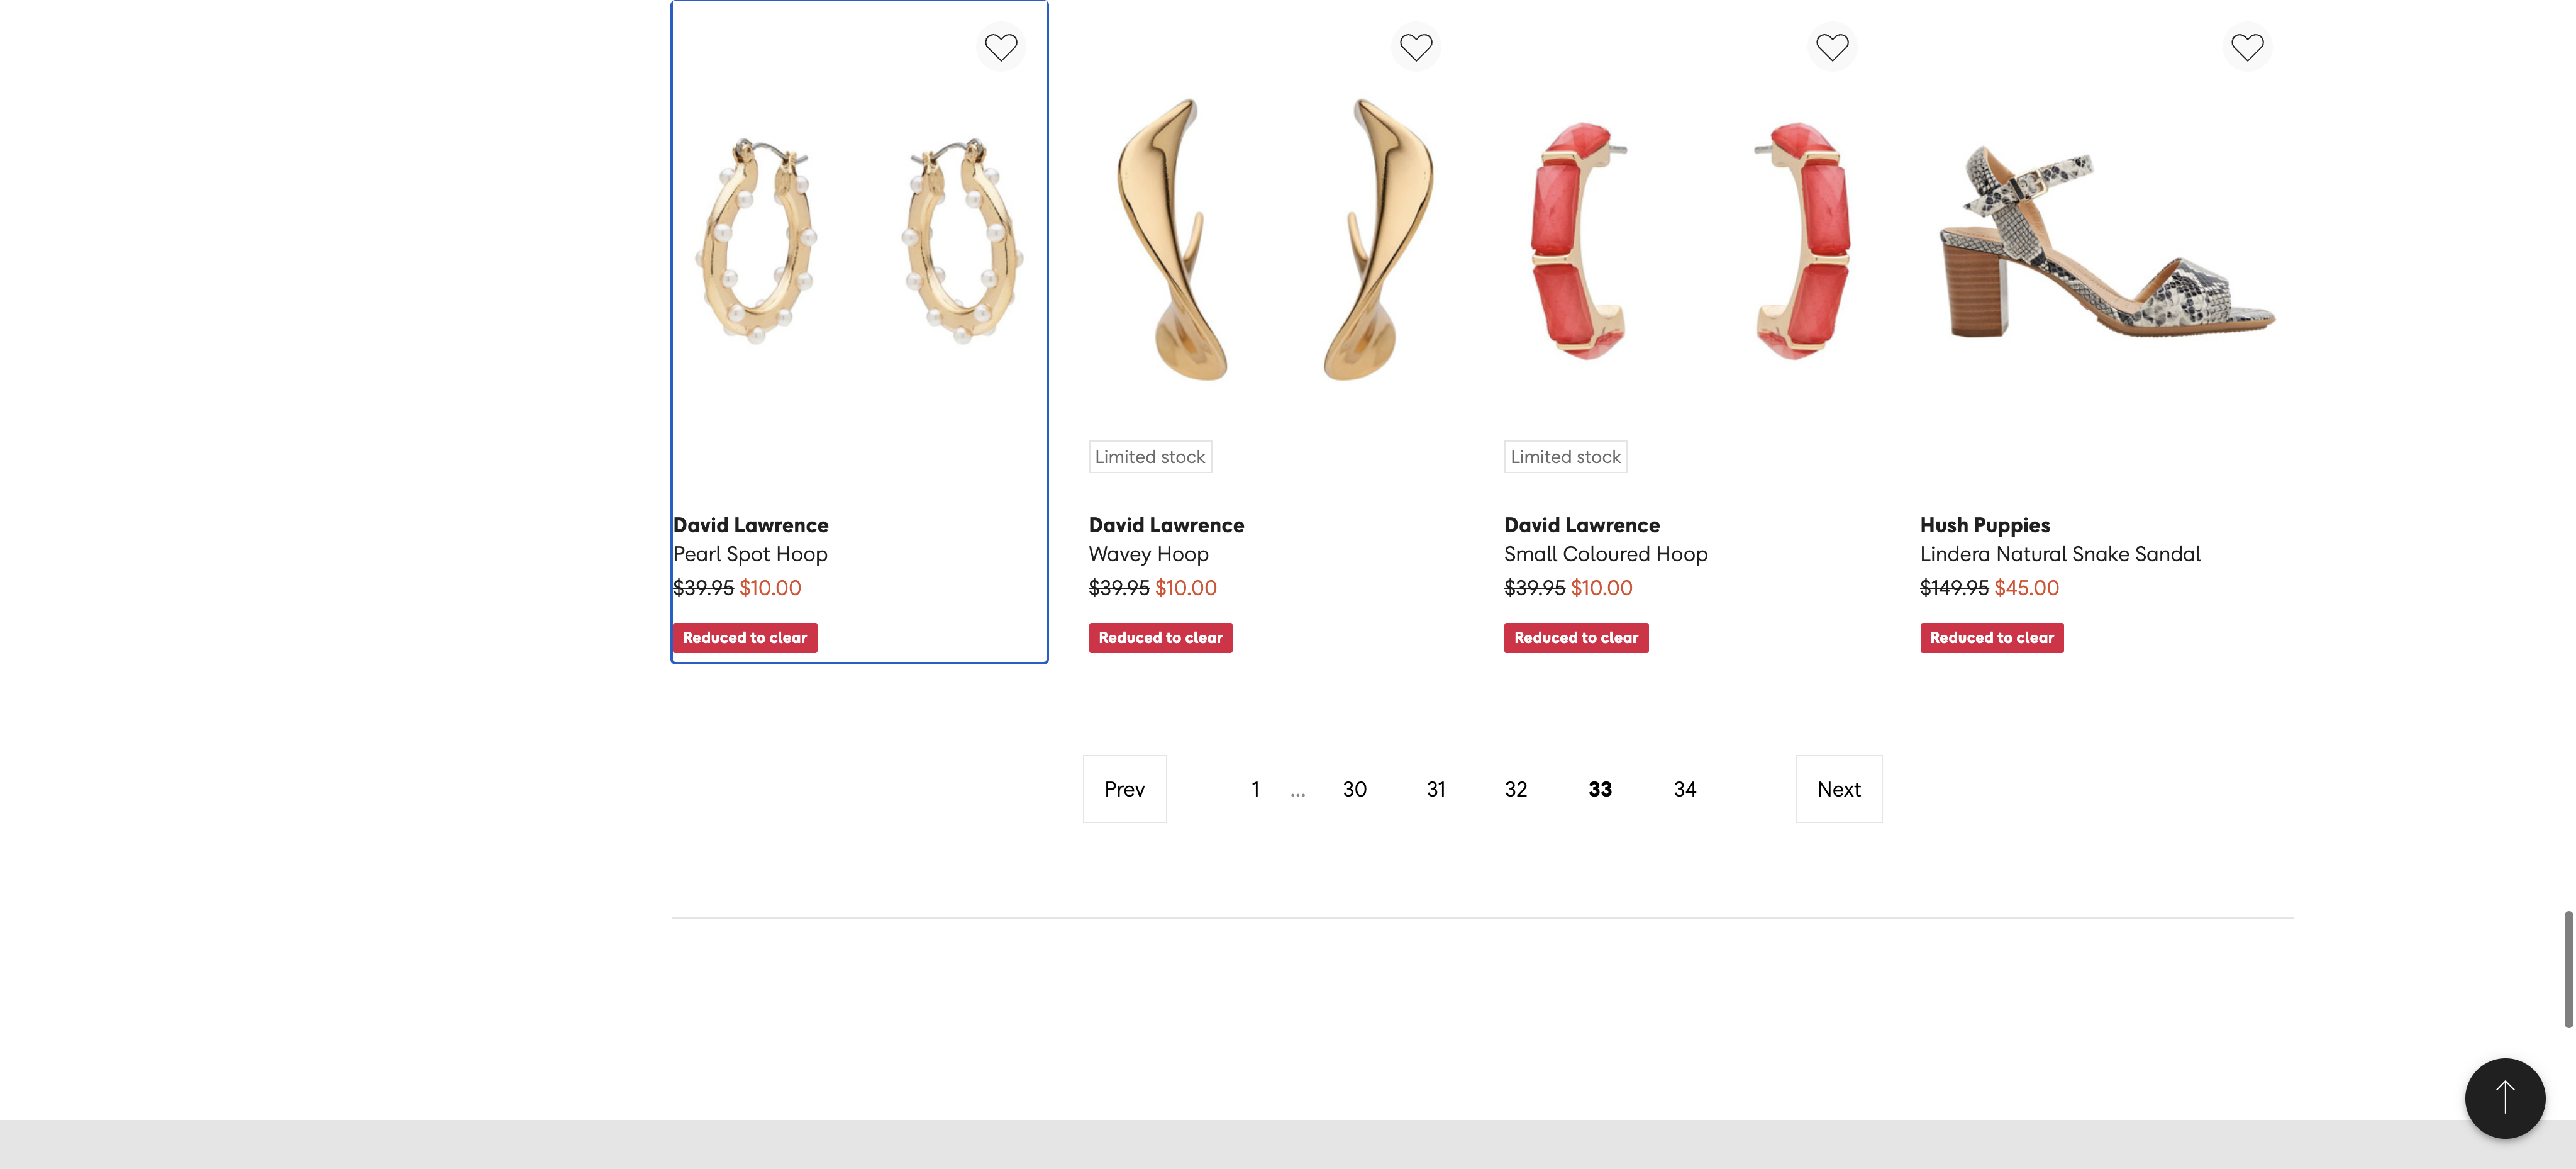 Limited stock
Limited stock
David Lawrence
Pearl Spot Hoop
$39.95 $10.00
Reduced to clear
David Lawrence
Wavey Hoop
$39.95 $10.00
Reduced to clear
David Lawrence
Small Coloured Hoop
$39.95 $10.00
Reduced to clear
Hush Puppies
Lindera Natural Snake Sandal
$149.95 $45.00
Reduced to clear
Prev 1 ... 30 31 32 33 34 Next